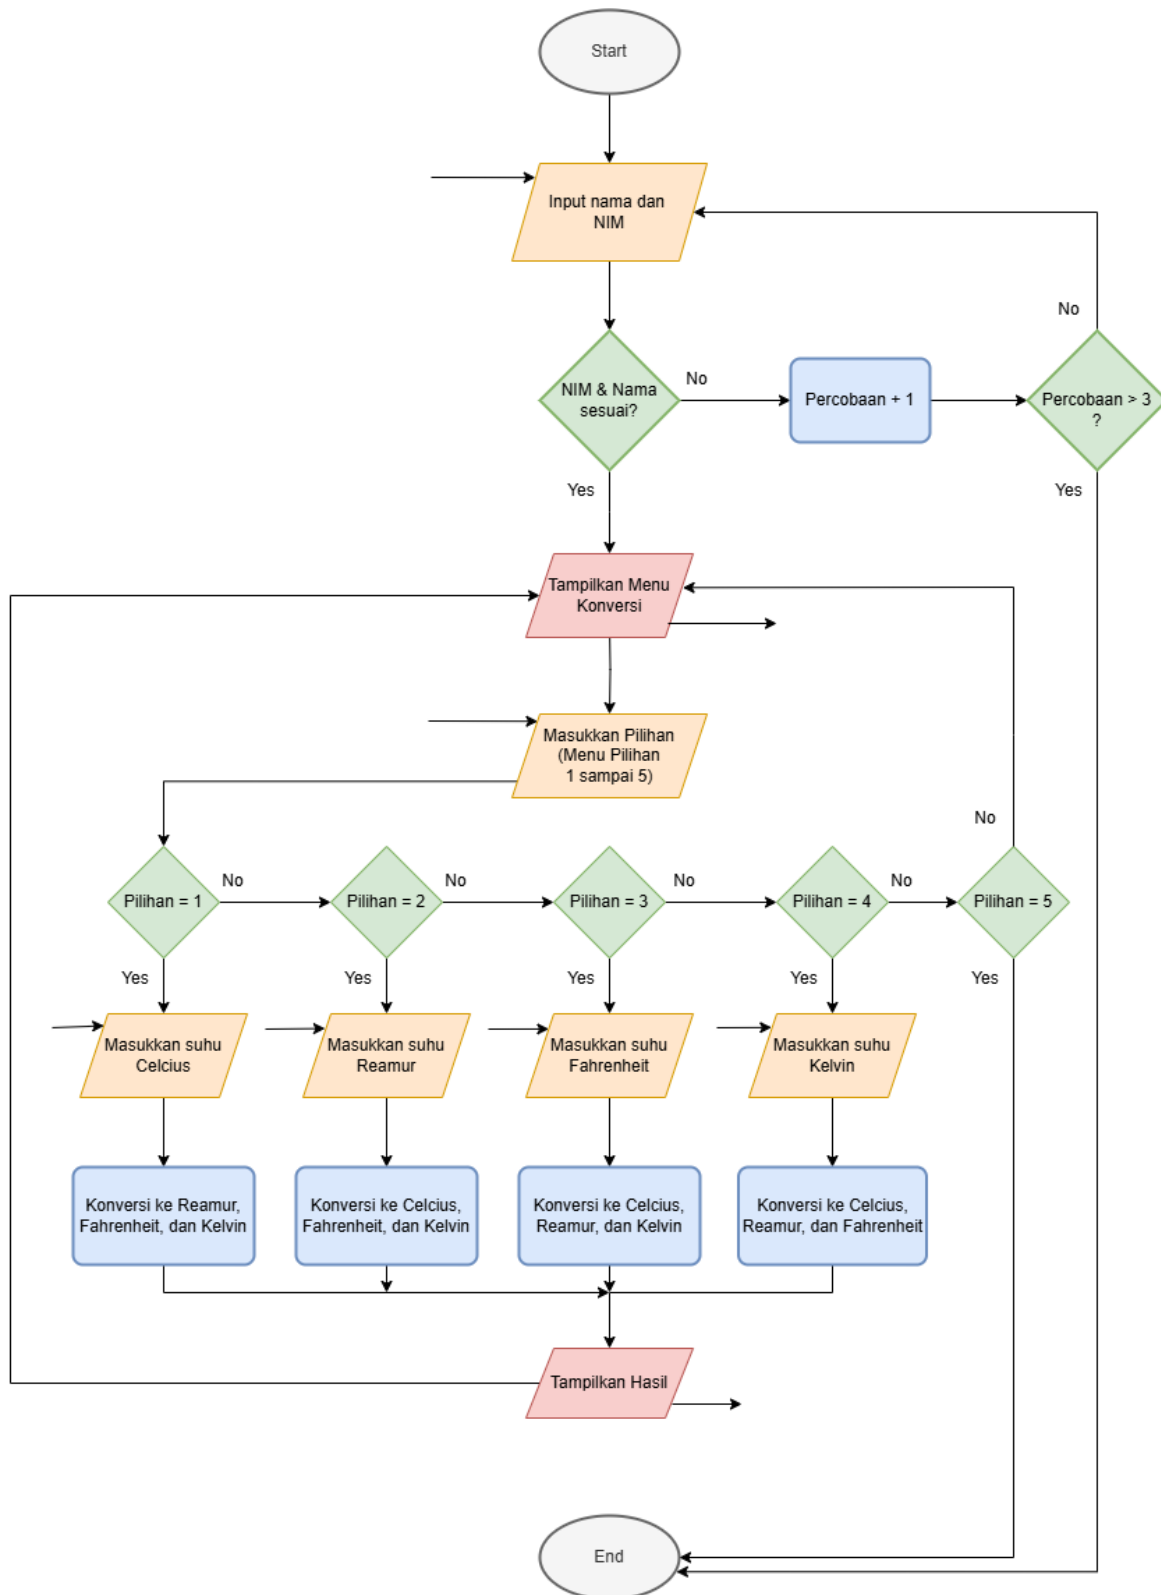 Start
Input nama dan
NIM
No
NIM & Nama
sesuai?
No
Percobaan + 1
Percobaan > 3
?
Yes
Yes
Tampilkan Menu
Konversi
Masukkan Pilihan
(Menu Pilihan
1 sampai 5)
No
Pilihan = 1
No
Pilihan = 2
No
Pilihan = 3
No
Pilihan = 4
No
Pilihan = 5
Yes
Yes
Yes
Yes
Yes
Masukkan suhu
Celcius
Masukkan suhu
Reamur
Masukkan suhu
Fahrenheit
Masukkan suhu
Kelvin
Konversi ke Reamur,
Fahrenheit, dan Kelvin
Konversi ke Celcius,
Fahrenheit, dan Kelvin
Konversi ke Celcius,
Reamur, dan Kelvin
Konversi ke Celcius,
Reamur, dan Fahrenheit
Tampilkan Hasil
End